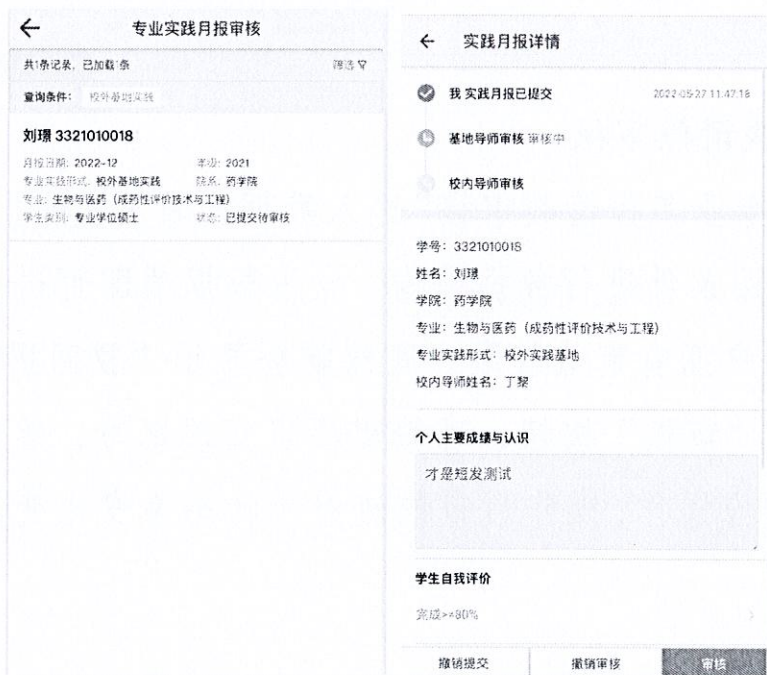 专业实践月报审核
共1条记录，已加载1条
筛选
查询条件： 校外基地实践
刘璟 3321010018
月报日期: 2022-12 年级: 2021
专业实践形式: 校外基地实践 院系: 药学院
专业: 生物与医药（成药性评价技术与工程）
学生类别: 专业学位硕士 状态: 已提交待审核
实践月报详情
我 实践月报已提交 2022-05-27 11:47:18
基地导师审核 审核中
校内导师审核
学号：3321010018
姓名：刘璟
学院：药学院
专业：生物与医药（成药性评价技术与工程）
专业实践形式：校外实践基地
校内导师姓名：丁黎
个人主要成绩与认识
才是短发测试
学生自我评价
完成>=80%
撤销提交 撤销审核 审核